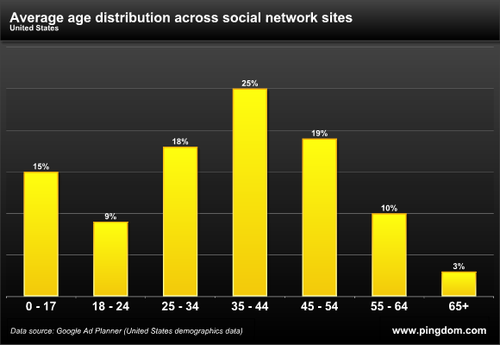 Average age distribution across social network sites
United States
25%
19%
18%
15%
10%
9%
3%
0 - 17 18 - 24 25 - 34 35 - 44 45 - 54 55 - 64 65+
Data source: Google Ad Planner (United States demographics data) www.pingdom.com